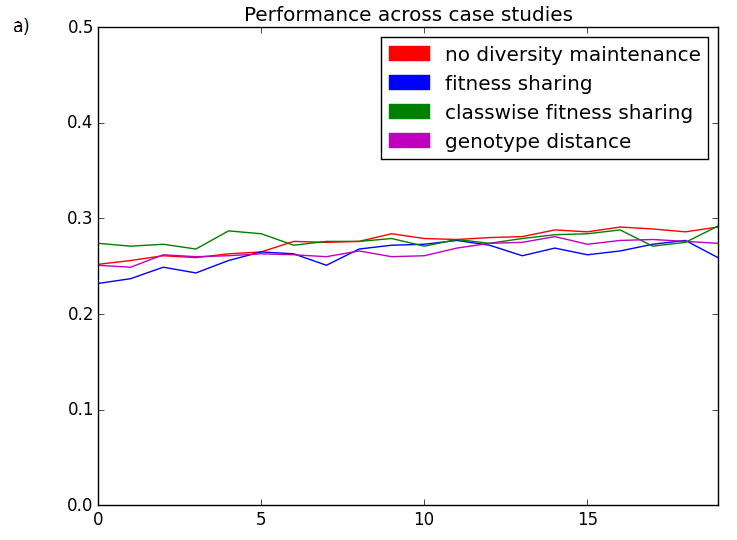 a)
Performance across case studies
0.5
no diversity maintenance
fitness sharing
classwise fitness sharing
genotype distance
0.4
0.3
0.2
0.1
0.0
0 5 10 15